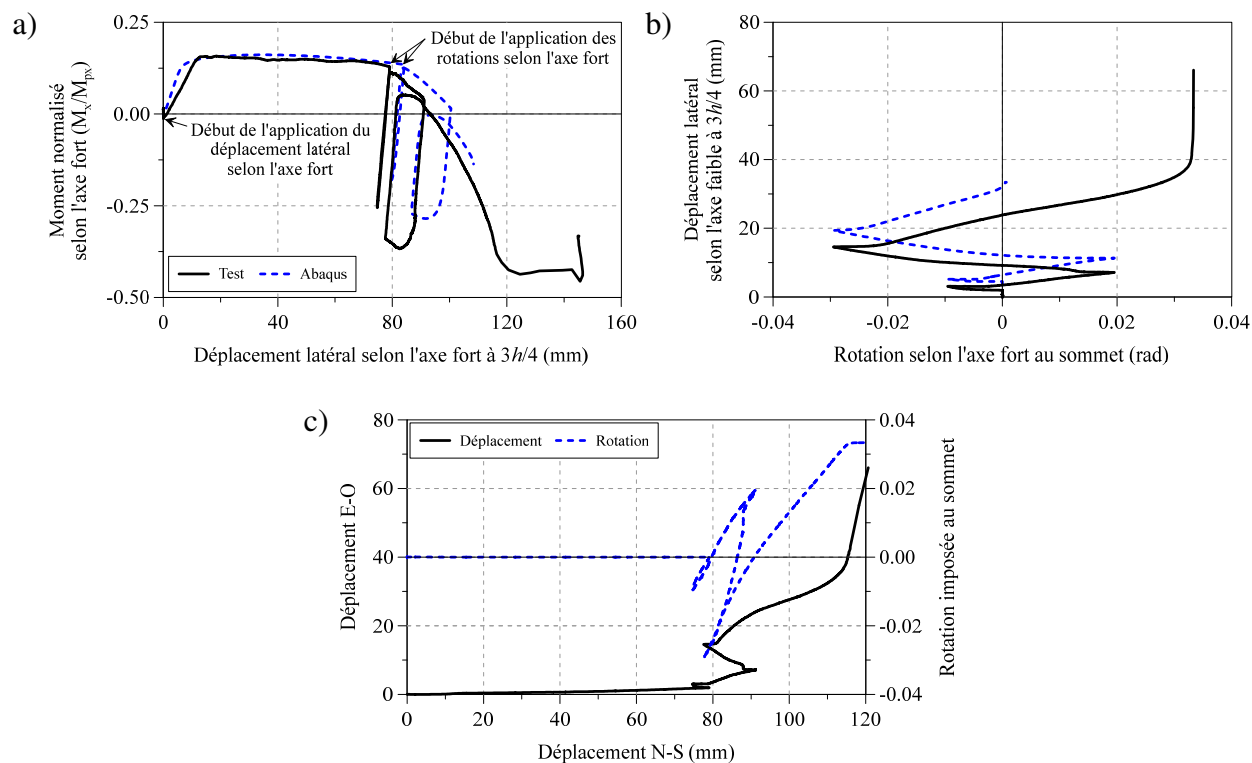 a)
0.25
0.00
-0.25
-0.50
Moment normalisé
selon l'axe fort (Mx/Mpx)
Début de l'application des
rotations selon l'axe fort
Début de l'application du
déplacement latéral
selon l'axe fort
Test
Abaqus
0
40
80
120
160
Déplacement latéral selon l'axe fort à 3h/4 (mm)
b)
80
60
40
20
0
Déplacement latéral
selon l'axe faible à 3h/4 (mm)
-0.04
-0.02
0
0.02
0.04
Rotation selon l'axe fort au sommet (rad)
c)
80
60
40
20
0
Déplacement E-O
Déplacement
Rotation
0.04
0.02
0.00
-0.02
-0.04
Rotation imposée au sommet
0
20
40
60
80
100
120
Déplacement N-S (mm)